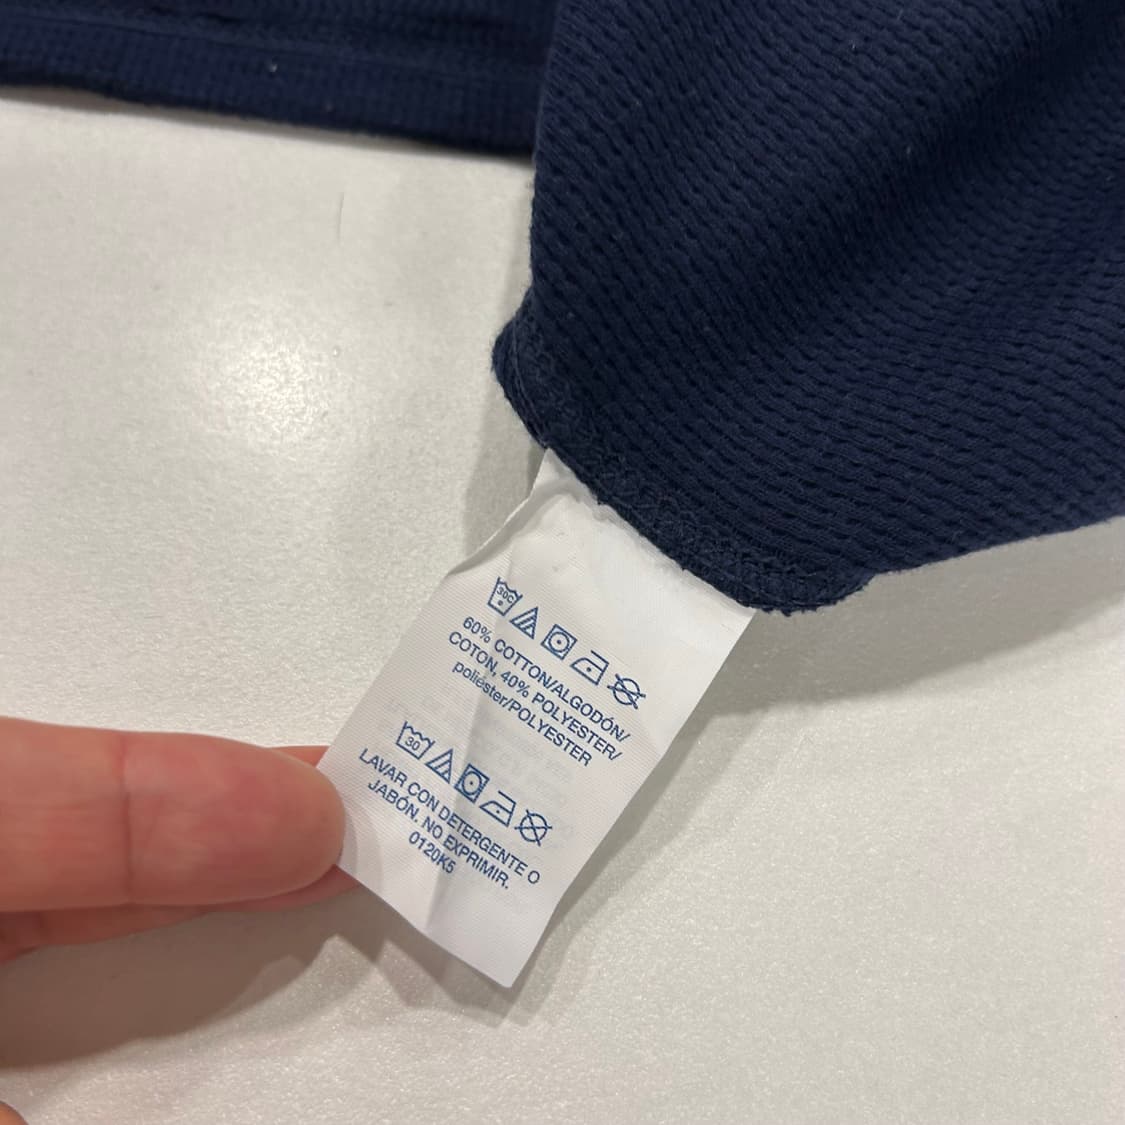 30C
60% COTTON/ALGODÓN/
COTON, 40% POLYESTER/
poliéster/POLYESTER
30
LAVAR CON DETERGENTE O
JABÓN. NO EXPRIMIR.
0120K5